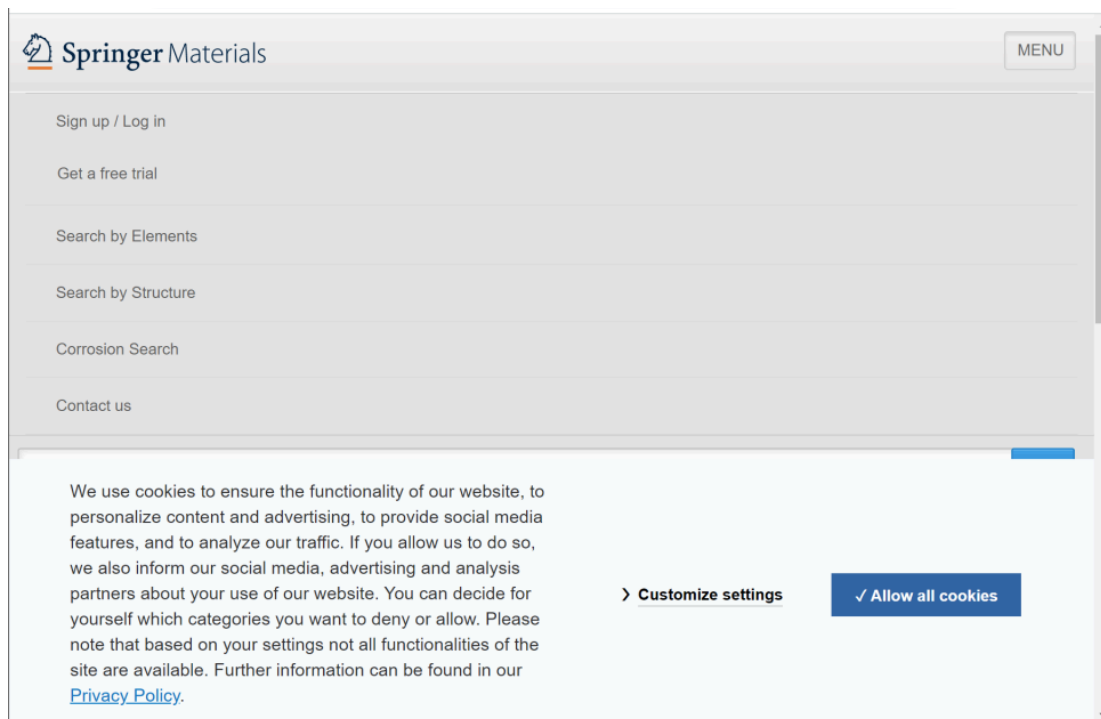 Springer Materials
MENU
Sign up / Log in
Get a free trial
Search by Elements
Search by Structure
Corrosion Search
Contact us
We use cookies to ensure the functionality of our website, to
personalize content and advertising, to provide social media
features, and to analyze our traffic. If you allow us to do so,
we also inform our social media, advertising and analysis
partners about your use of our website. You can decide for
yourself which categories you want to deny or allow. Please
note that based on your settings not all functionalities of the
site are available. Further information can be found in our
Privacy Policy.
Customize settings
✓ Allow all cookies